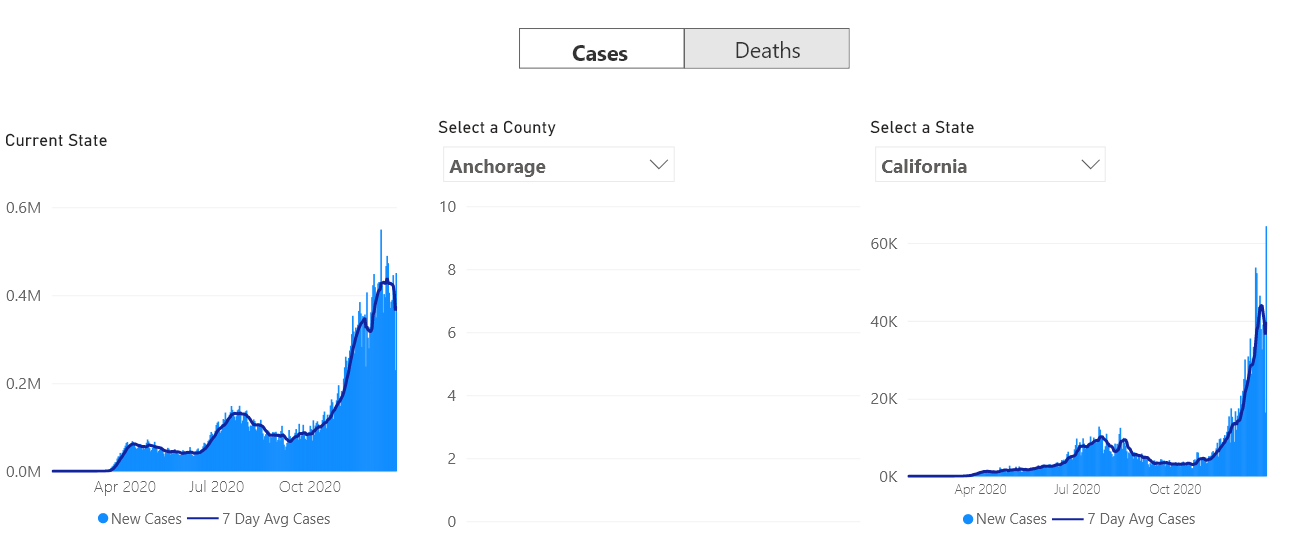 Cases Deaths
Current State
Select a County
Anchorage
Select a State
California
0.6M
0.4M
0.2M
0.0M
Apr 2020 Jul 2020 Oct 2020
New Cases 7 Day Avg Cases
10
8
6
4
2
0
60K
40K
20K
0K
Apr 2020 Jul 2020 Oct 2020
New Cases 7 Day Avg Cases